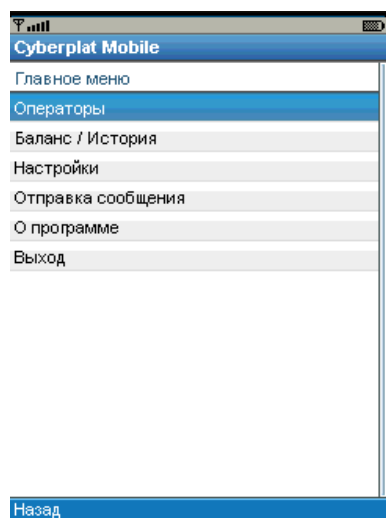 Cyberplat Mobile
Главное меню
Операторы
Баланс / История
Настройки
Отправка сообщения
О программе
Выход
Назад